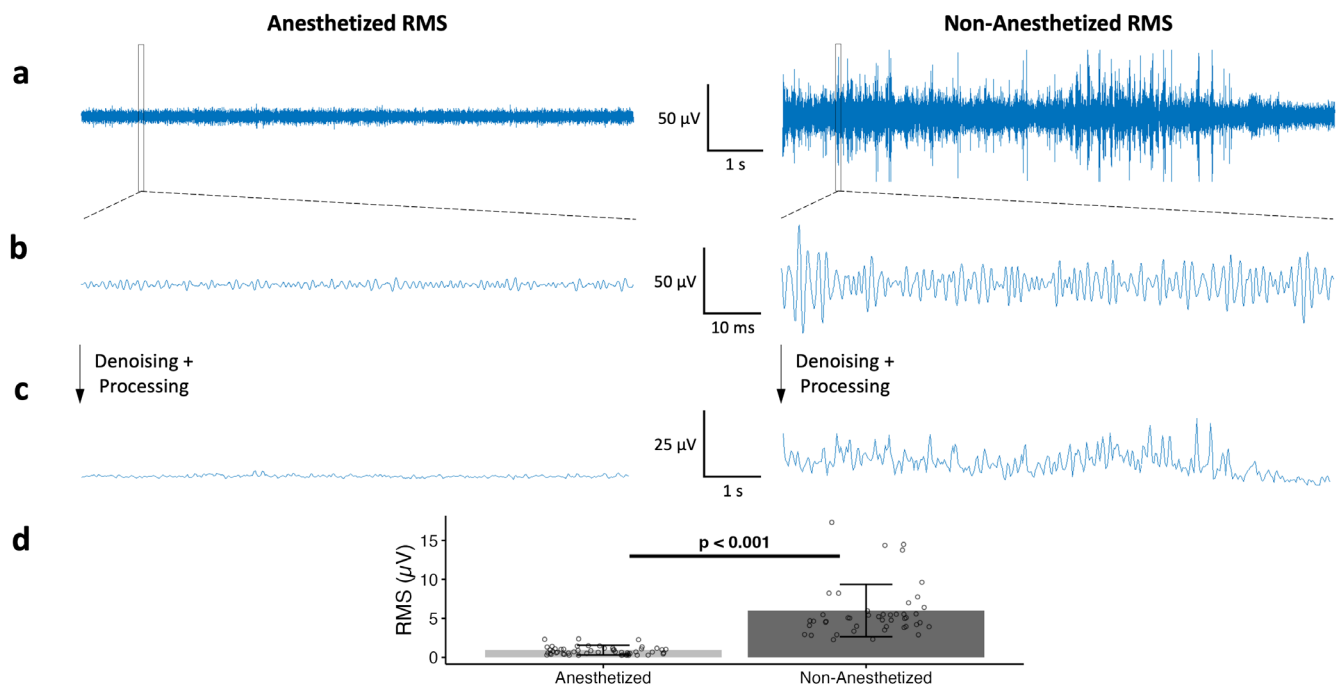 Anesthetized RMS
Non-Anesthetized RMS
a
50 µV
1 s
b
50 µV
10 ms
Denoising +
Processing
Denoising +
Processing
c
25 µV
1 s
d
p < 0.001
RMS (µV)
15
10
5
0
Anesthetized
Non-Anesthetized